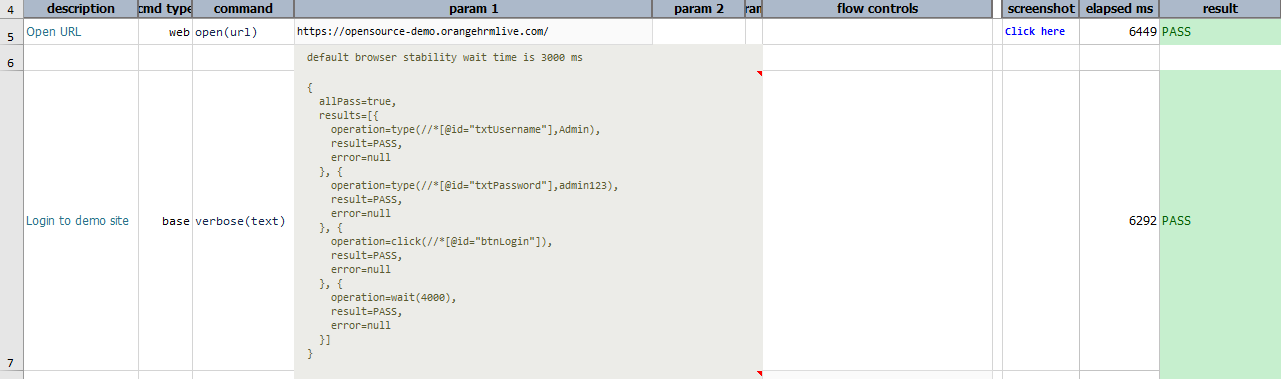 4 description cmd type command param 1 param 2 ran flow controls screenshot elapsed ms result
5 Open URL web open(url) https://opensource-demo.orangehrmlive.com/ Click here 6449 PASS
6 default browser stability wait time is 3000 ms
{
allPass=true,
results=[{
operation=type(//*[@id="txtUsername"],Admin),
result=PASS,
error=null
}, {
operation=type(//*[@id="txtPassword"],admin123),
result=PASS,
error=null
}, {
Login to demo site base verbose(text) 6292 PASS
operation=click(//*[@id="btnLogin"]),
result=PASS,
error=null
}, {
operation=wait(4000),
result=PASS,
error=null
}]
}
7